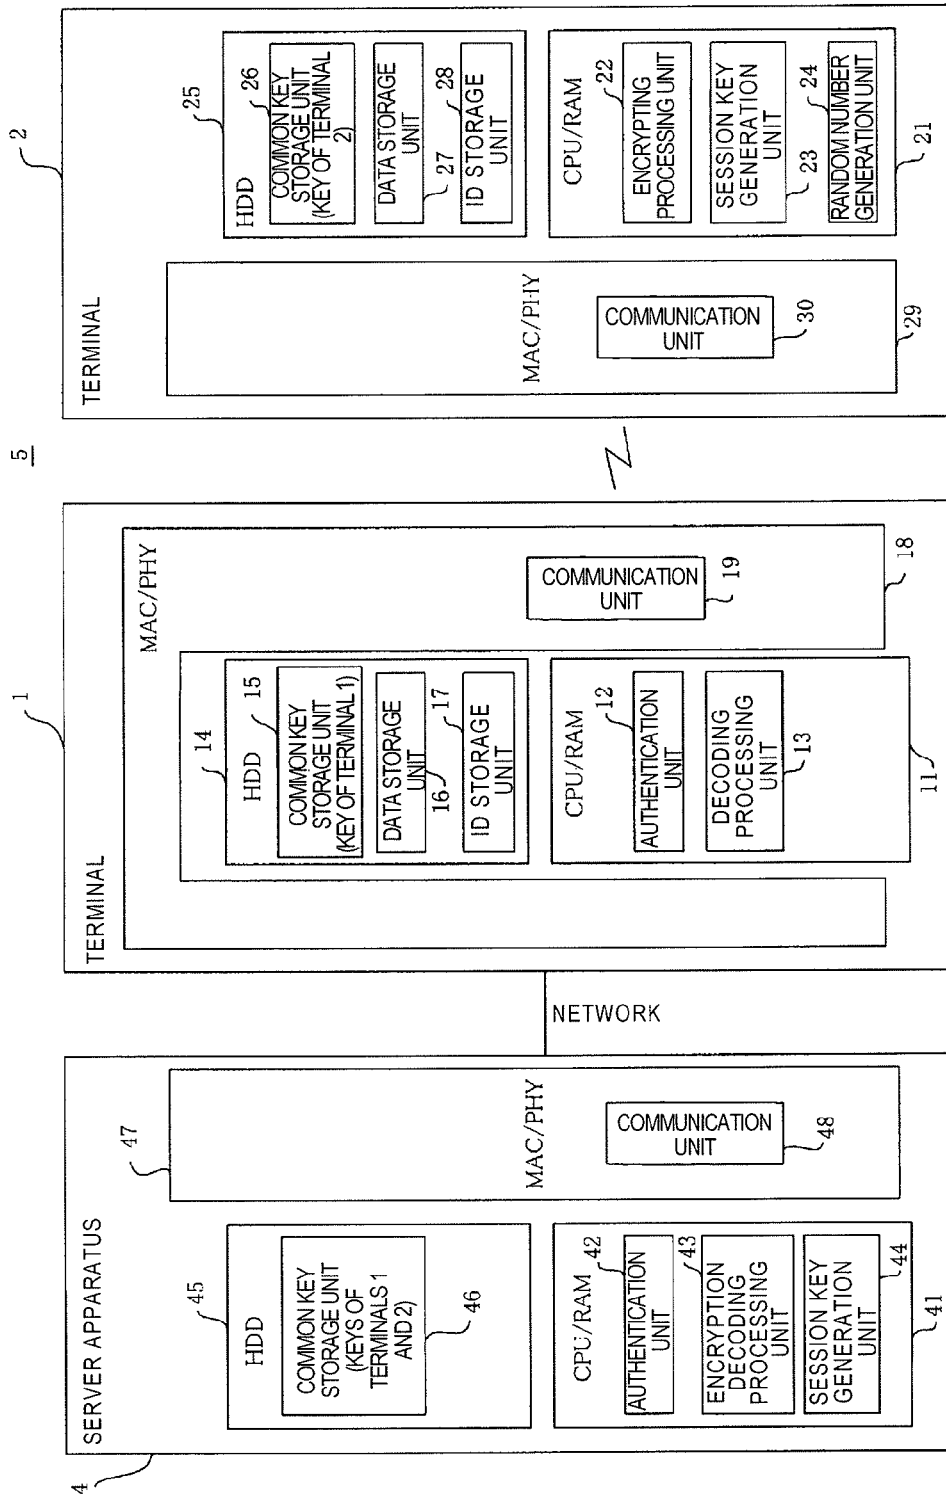 5
4
SERVER APPARATUS
45
HDD
COMMON KEY
STORAGE UNIT
(KEYS OF
TERMINALS 1
AND 2)
46
CPU/RAM
42
AUTHENTICATION
UNIT
43
ENCRYPTION
DECODING
PROCESSING
UNIT
SESSION KEY
GENERATION
UNIT
44
41
47
MAC/PHY
COMMUNICATION
UNIT
48
NETWORK
1
TERMINAL
MAC/PHY
14
HDD
15
COMMON KEY
STORAGE UNIT
(KEY OF TERMINAL 1)
DATA STORAGE
UNIT
16
17
ID STORAGE
UNIT
CPU/RAM
12
AUTHENTICATION
UNIT
DECODING
PROCESSING
UNIT
13
11
COMMUNICATION
UNIT
19
18
2
TERMINAL
MAC/PHY
COMMUNICATION
UNIT
30
29
25
HDD
26
COMMON KEY
STORAGE UNIT
(KEY OF TERMINAL
2)
DATA STORAGE
UNIT
27
28
ID STORAGE
UNIT
CPU/RAM
22
ENCRYPTING
PROCESSING UNIT
SESSION KEY
GENERATION
UNIT
23
24
RANDOM NUMBER
GENERATION UNIT
21